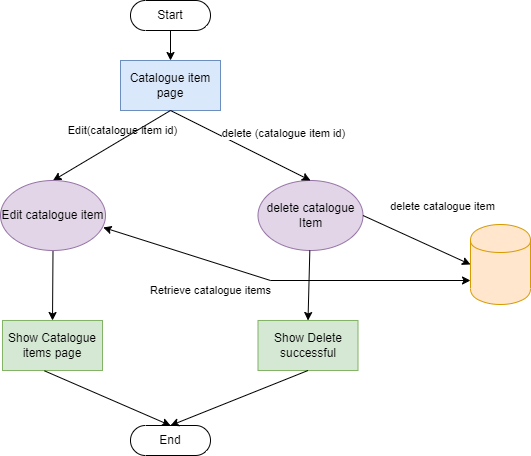 Start
Catalogue item
page
Edit(catalogue item id)
delete (catalogue item id)
Edit catalogue item
delete catalogue
Item
delete catalogue item
Retrieve catalogue items
Show Catalogue
items page
Show Delete
successful
End